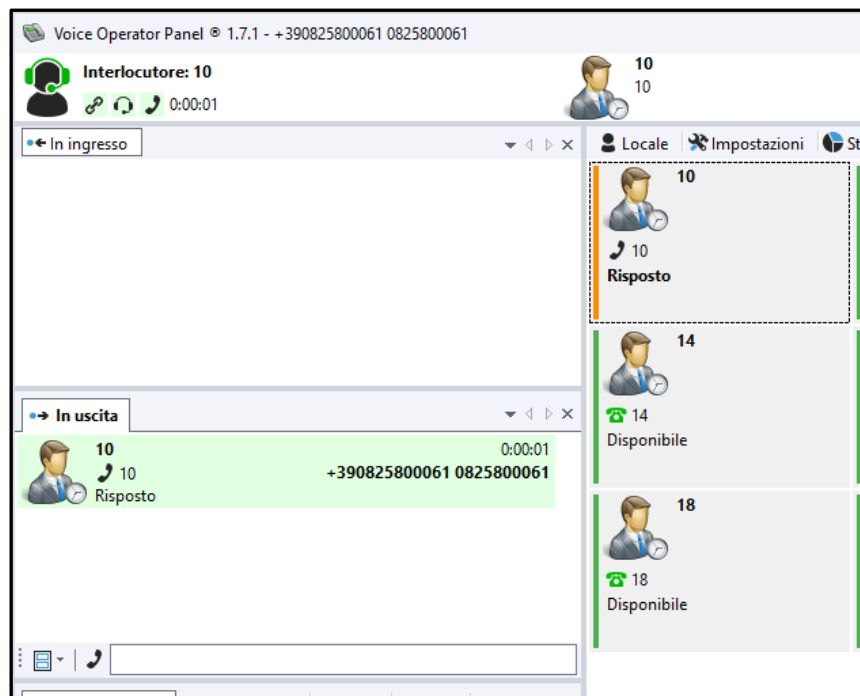 Voice Operator Panel ® 1.7.1 - +390825800061 0825800061
Interlocutore: 10
0:00:01
10
10
In ingresso
Locale Impostazioni St
10
10
Risposto
14
14
Disponibile
18
18
Disponibile
In uscita
10 0:00:01
10 +390825800061 0825800061
Risposto